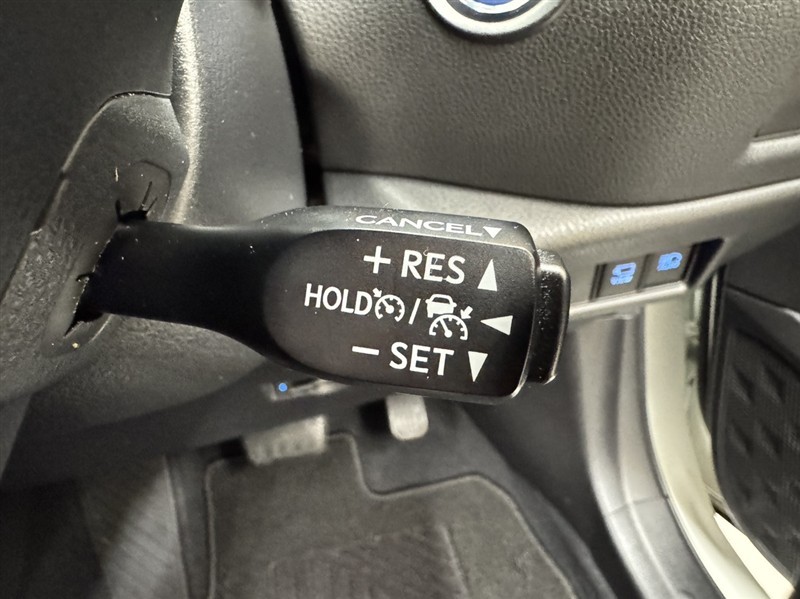 CANCEL▼
+ RES ▲
HOLD / ◀
− SET ▼